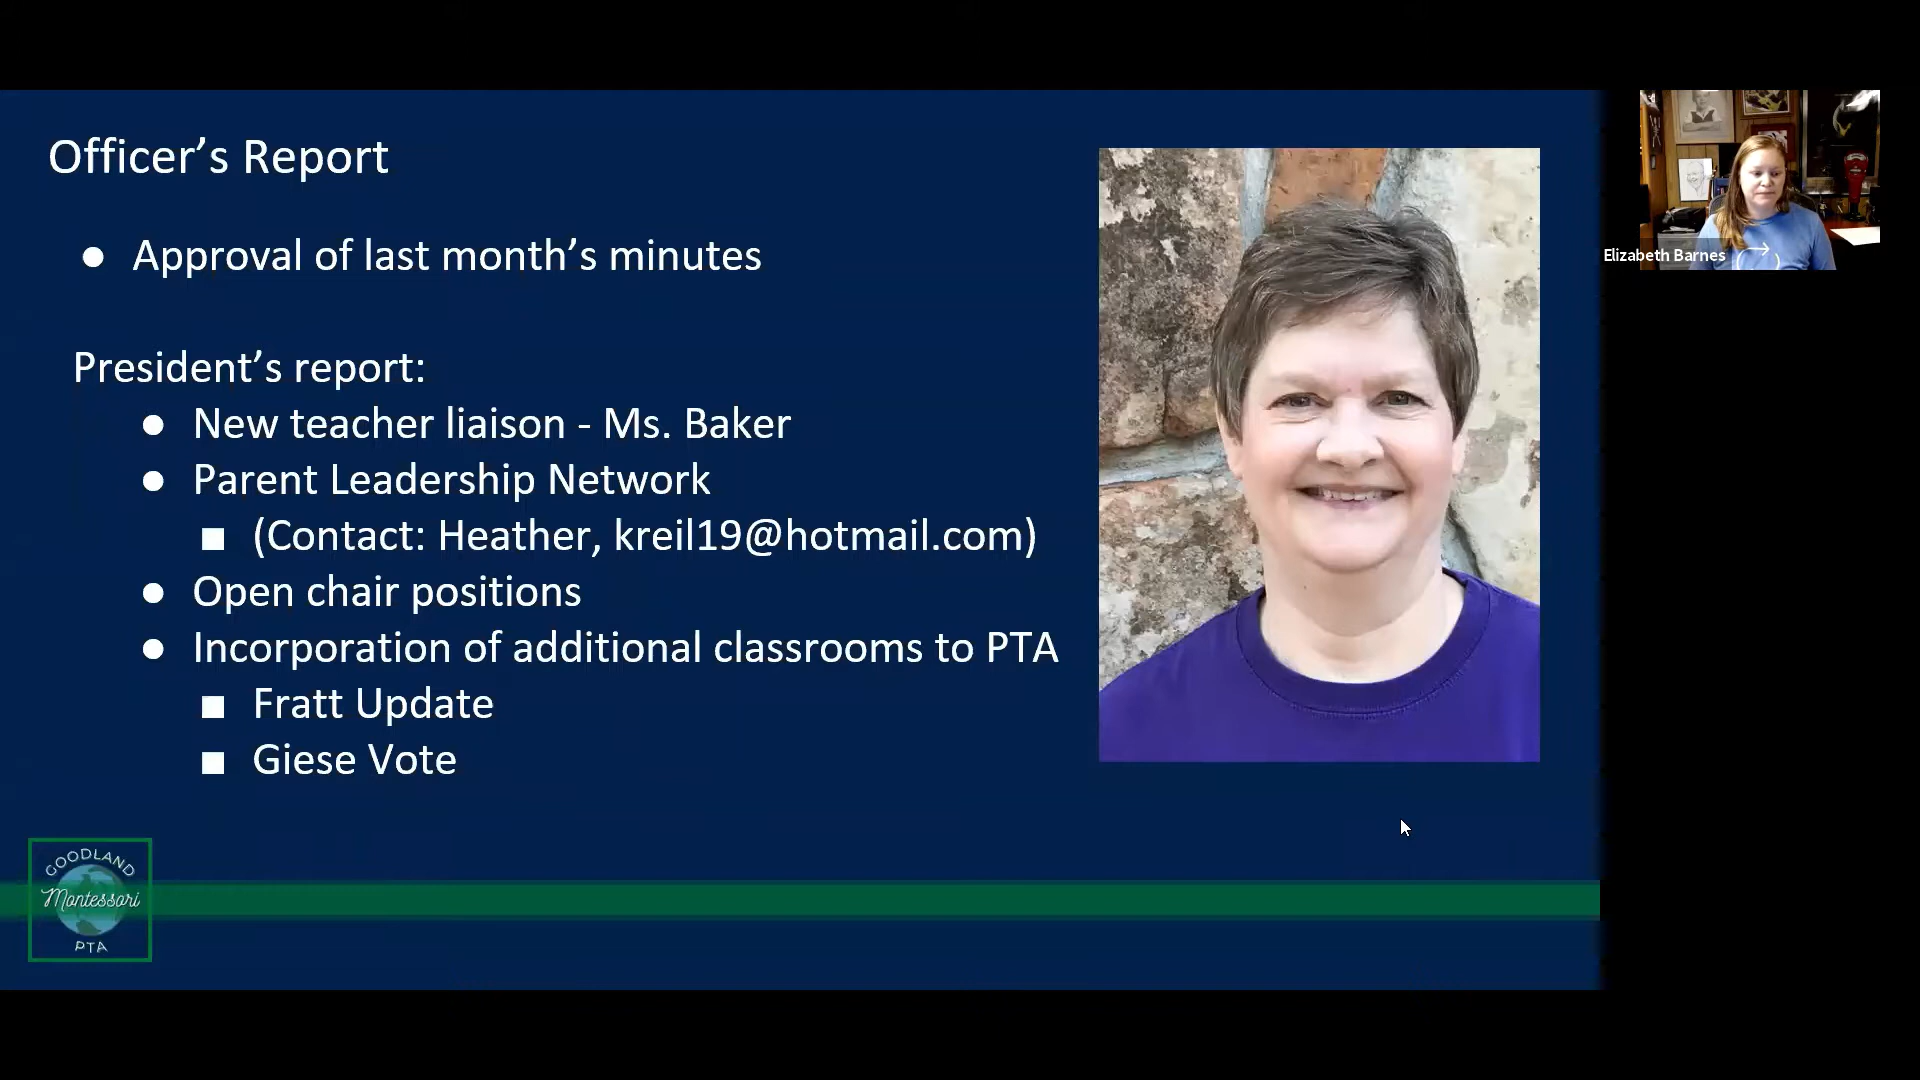 Officer’s Report
● Approval of last month’s minutes
President’s report:
● New teacher liaison - Ms. Baker
● Parent Leadership Network
■ (Contact: Heather, kreil19@hotmail.com)
● Open chair positions
● Incorporation of additional classrooms to PTA
■ Fratt Update
■ Giese Vote
GOODLAND
Montessori
PTA
Elizabeth Barnes